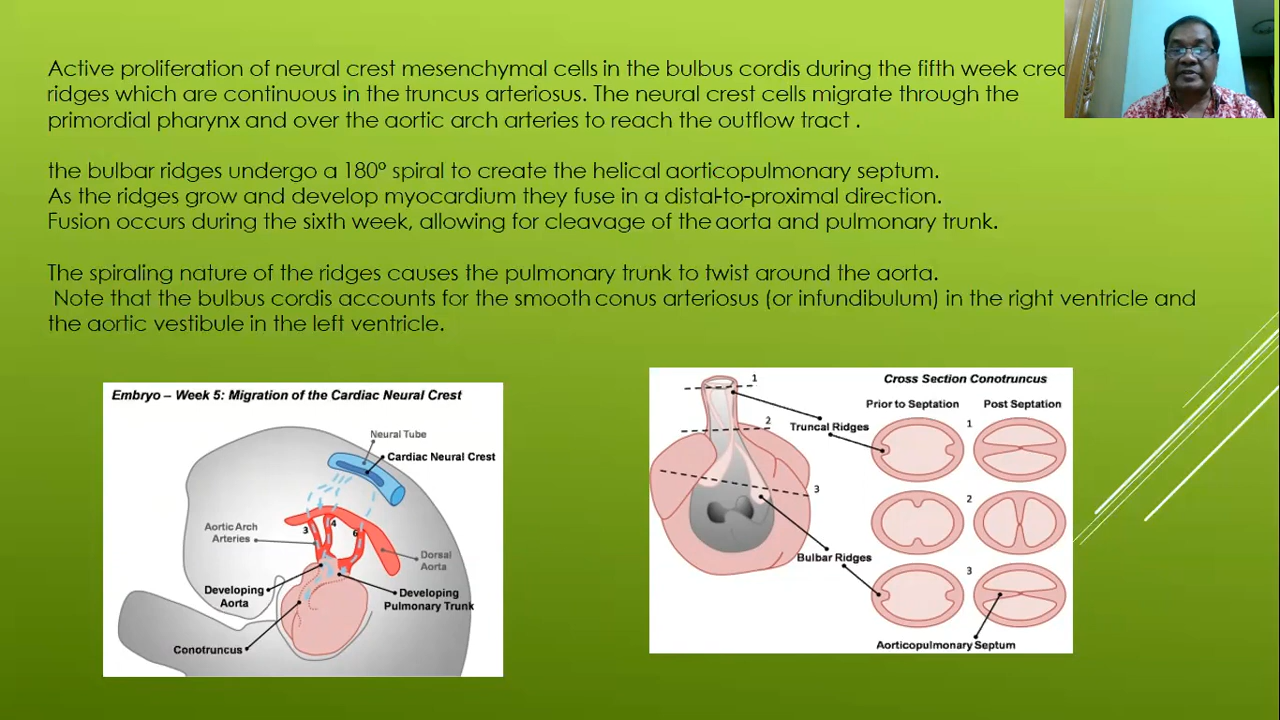 Active proliferation of neural crest mesenchymal cells in the bulbus cordis during the fifth week
ridges which are continuous in the truncus arteriosus. The neural crest cells migrate through the
primordial pharynx and over the aortic arch arteries to reach the outflow tract .
the bulbar ridges undergo a 180° spiral to create the helical aorticopulmonary septum.
As the ridges grow and develop myocardium they fuse in a distal-to-proximal direction.
Fusion occurs during the sixth week, allowing for cleavage of the aorta and pulmonary trunk.
The spiraling nature of the ridges causes the pulmonary trunk to twist around the aorta.
Note that the bulbus cordis accounts for the smooth conus arteriosus (or infundibulum) in the right ventricle and
the aortic vestibule in the left ventricle.
Embryo – Week 5: Migration of the Cardiac Neural Crest
Neural Tube
Cardiac Neural Crest
Aortic Arch
Arteries
3
4
6
Dorsal
Aorta
Developing
Aorta
Developing
Pulmonary Trunk
Conotruncus
Cross Section Conotruncus
Prior to Septation
Post Septation
1
2
3
Truncal Ridges
Bulbar Ridges
1
2
3
Aorticopulmonary Septum